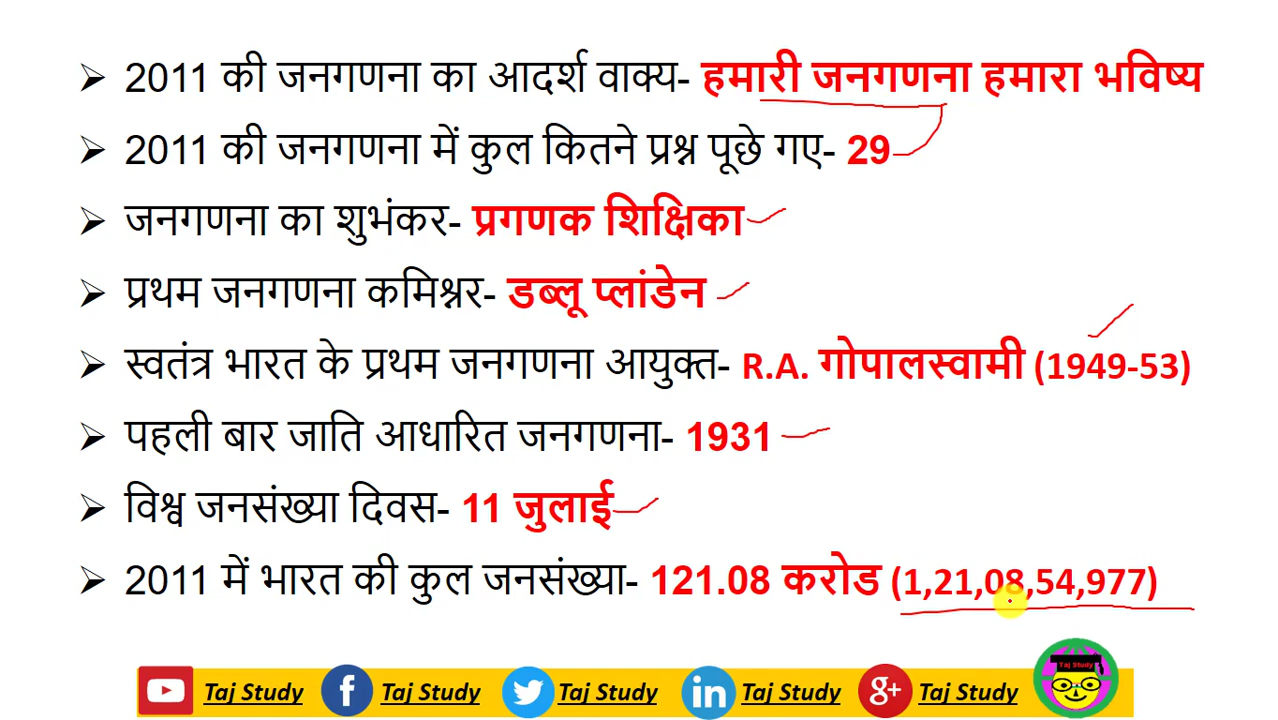 ➢ 2011 की जनगणना का आदर्श वाक्य- हमारी जनगणना हमारा भविष्य
➢ 2011 की जनगणना में कुल कितने प्रश्न पूछे गए- 29
➢ जनगणना का शुभंकर- प्रगणक शिक्षिका
➢ प्रथम जनगणना कमिश्नर- डब्लू प्लांडेन
➢ स्वतंत्र भारत के प्रथम जनगणना आयुक्त- R.A. गोपालस्वामी (1949-53)
➢ पहली बार जाति आधारित जनगणना- 1931
➢ विश्व जनसंख्या दिवस- 11 जुलाई
➢ 2011 में भारत की कुल जनसंख्या- 121.08 करोड (1,21,08,54,977)
Taj Study f Taj Study Taj Study in Taj Study g+ Taj Study Taj Study